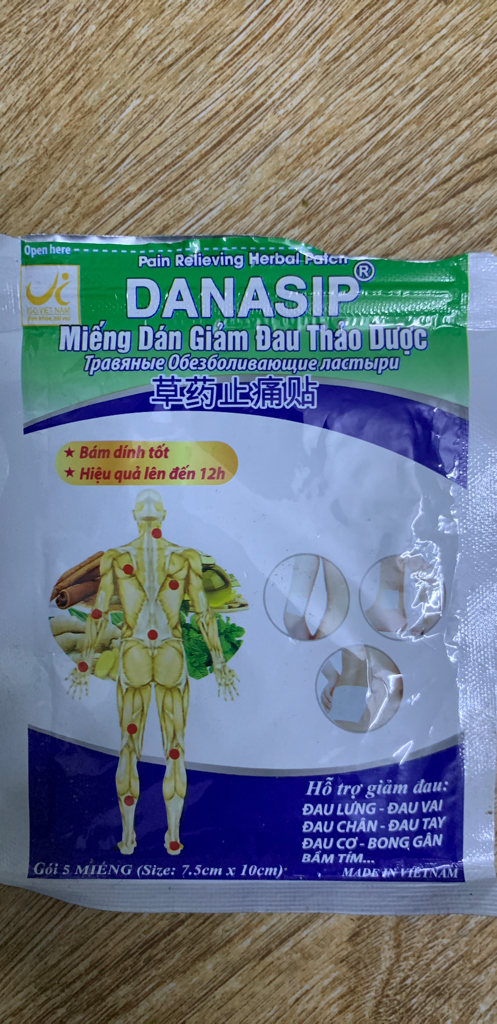 Open here
Pain Relieving Herbal Patch
DANASIP®
Miếng Dán Giảm Đau Thảo Dược
Травяные Обезболивающие ластыри
草药止痛贴
★ Bám dính tốt
★ Hiệu quả lên đến 12h
Hỗ trợ giảm đau:
ĐAU LƯNG - ĐAU VAI
ĐAU CHÂN - ĐAU TAY
ĐAU CƠ - BONG GÂN
BẦM TÍM...
Gói 5 MIẾNG (Size: 7.5cm x 10cm)
MADE IN VIETNAM